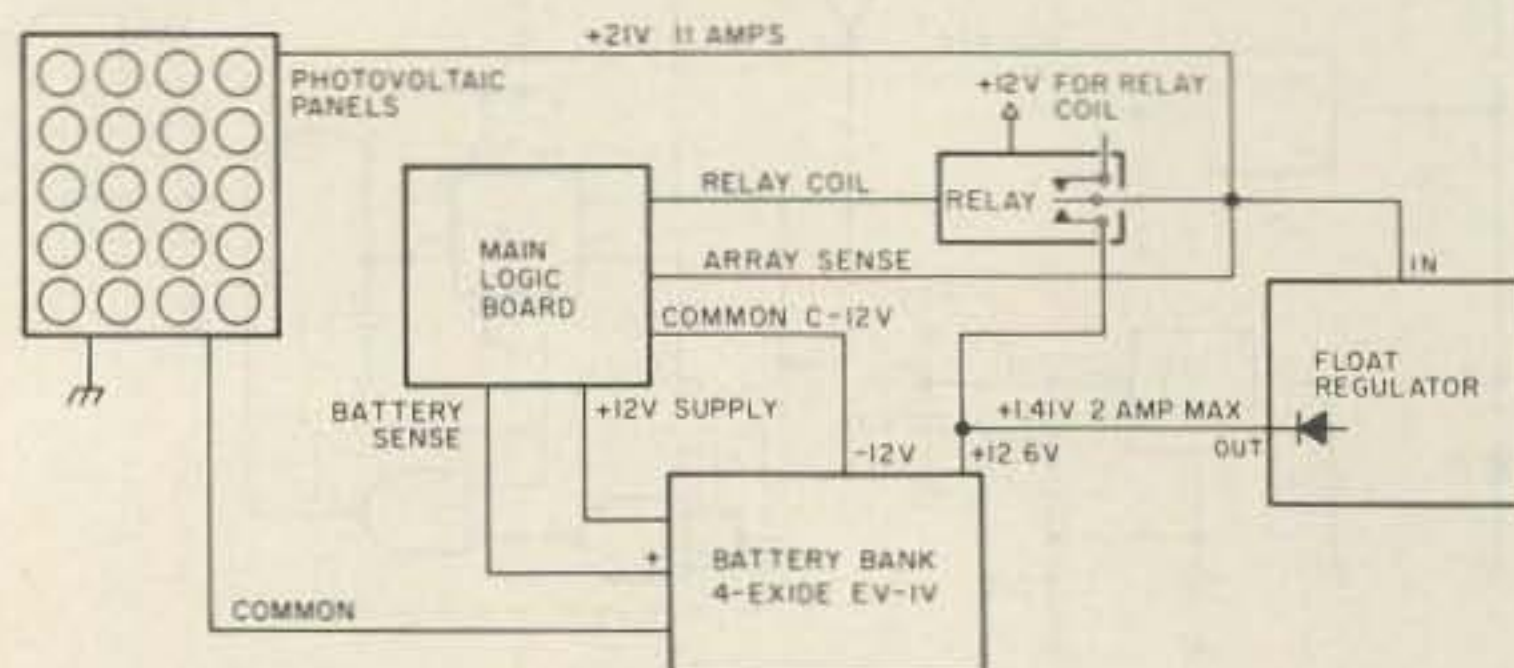 +21V 11 AMPS
PHOTOVOLTAIC
PANELS
+12V FOR RELAY
COIL
RELAY COIL
RELAY
MAIN
LOGIC
BOARD
ARRAY SENSE
IN
COMMON C-12V
FLOAT
REGULATOR
BATTERY
SENSE
+12V SUPPLY
+1.41V 2 AMP MAX
OUT
-12V
+12.6V
+
BATTERY BANK
4-EXIDE EV-1V
COMMON